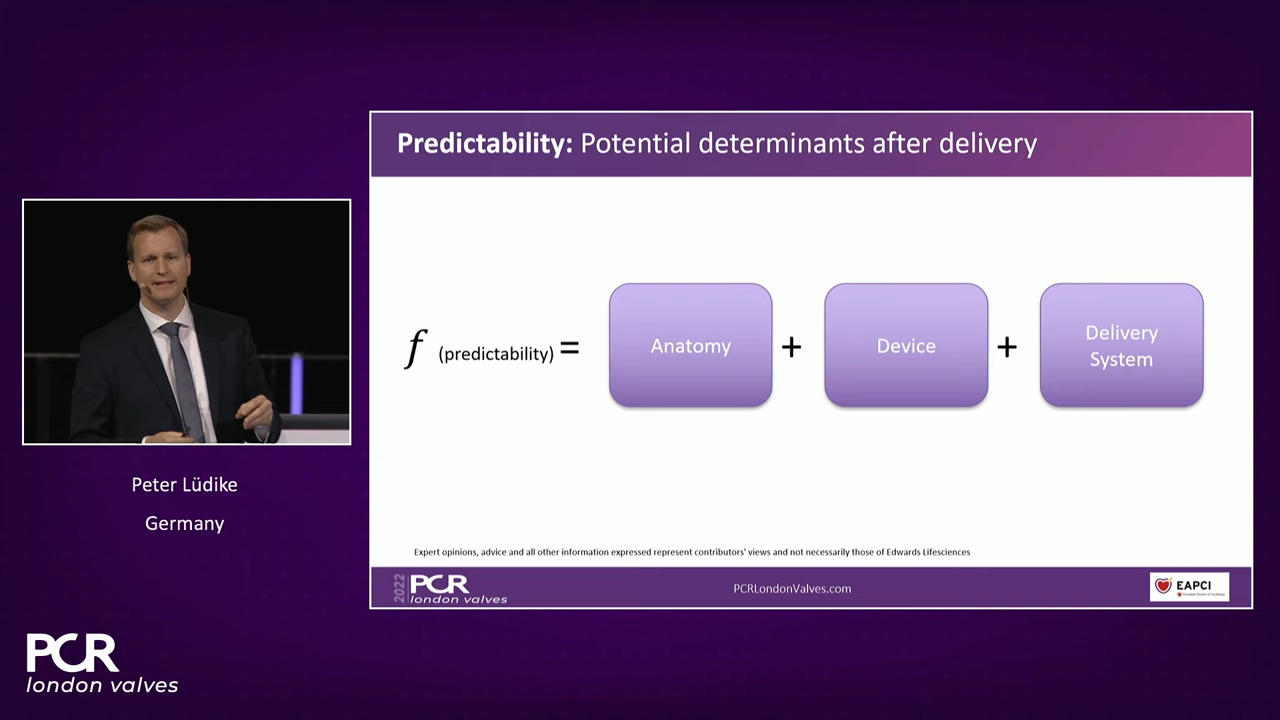 Predictability: Potential determinants after delivery
f (predictability) =
Anatomy
+
Device
+
Delivery
System
Expert opinions, advice and all other information expressed represent contributors' views and not necessarily those of Edwards Lifesciences
2022
PCR
london valves
PCRLondonValves.com
EAPCI
Peter Lüdike
Germany
PCR
london valves